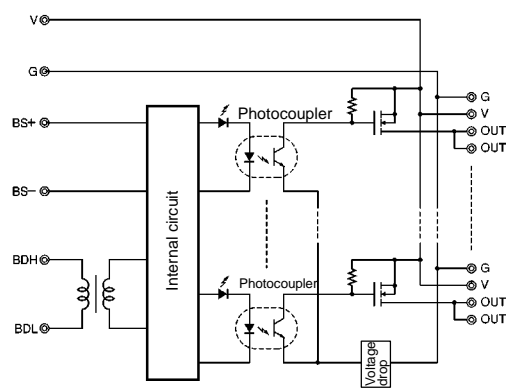 V
G
BS+
BS−
BDH
BDL
Internal circuit
Photocoupler
Photocoupler
Voltage
drop
G
V
OUT
OUT
G
V
OUT
OUT